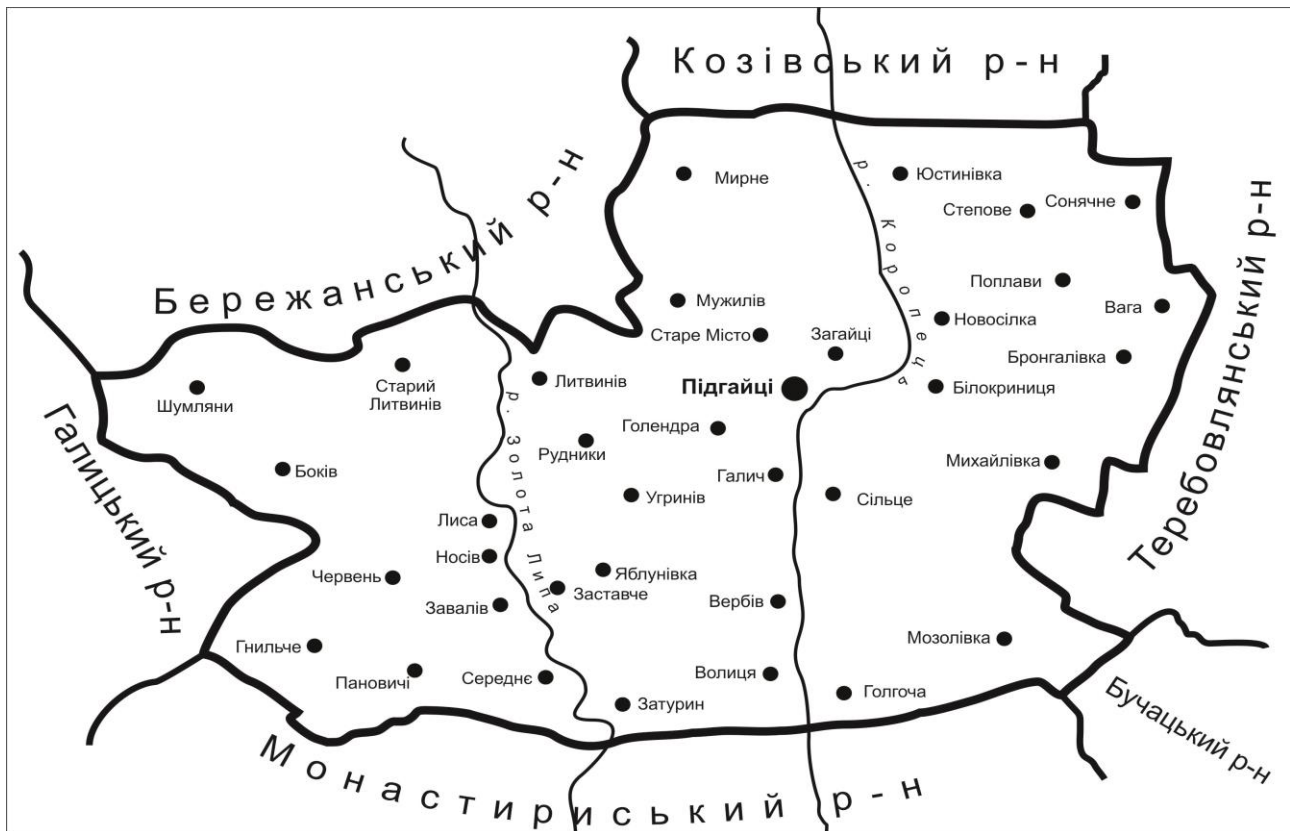 Козівський р-н
Бережанський р-н
Теребовлянський р-н
Галицький р-н
Монастириський р-н
Бучацький р-н
р. Коропець
р. Золота Липа
Мирне
Юстинівка
Степове
Сонячне
Поплави
Вага
Мужилів
Новосілка
Старе Місто
Загайці
Бронгалівка
Підгайці
Білокриниця
Шумляни
Старий
Литвинів
Литвинів
Голендра
Рудники
Боків
Галич
Михайлівка
Угринів
Сільце
Лиса
Носів
Червень
Яблунівка
Заставче
Завалів
Вербів
Гнильче
Мозолівка
Пановичі
Середнє
Волиця
Затурин
Голгоча